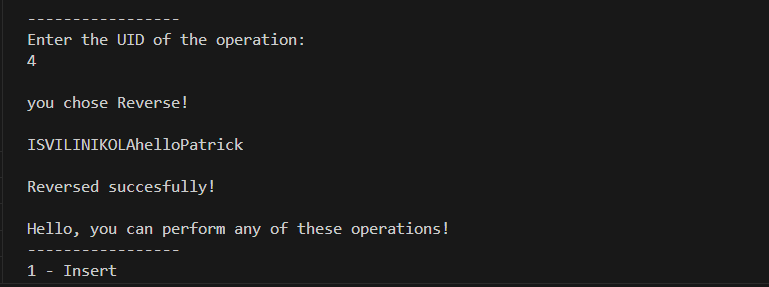 -----------------
Enter the UID of the operation:
4
you chose Reverse!
ISVILINIKOLAhelloPatrick
Reversed succesfully!
Hello, you can perform any of these operations!
-----------------
1 - Insert